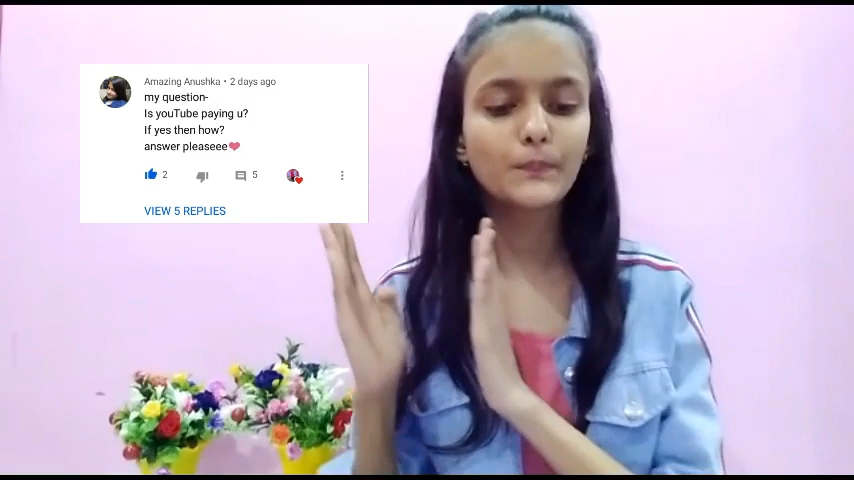 Amazing Anushka • 2 days ago
my question-
Is youTube paying u?
If yes then how?
answer pleaseee❤
2
5
VIEW 5 REPLIES